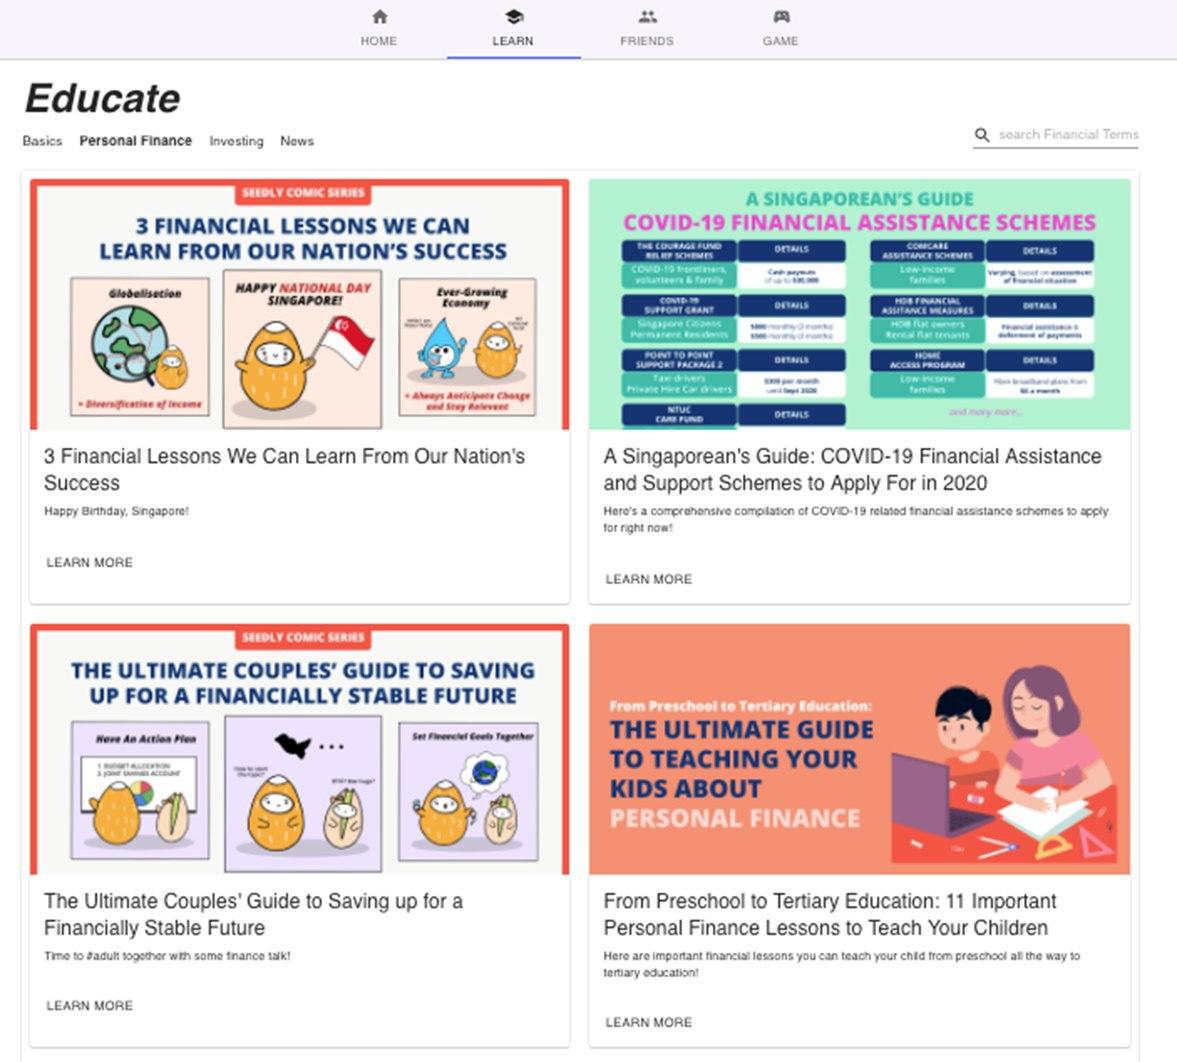 HOME LEARN FRIENDS GAME
Educate
Basics Personal Finance Investing News
search Financial Terms
SEEDLY COMIC SERIES
3 FINANCIAL LESSONS WE CAN
LEARN FROM OUR NATION'S SUCCESS
Globalisation
= Diversification of Income
HAPPY NATIONAL DAY
SINGAPORE!
Ever-Growing
Economy
= Always Anticipate Change
and Stay Relevant
3 Financial Lessons We Can Learn From Our Nation's
Success
Happy Birthday, Singapore!
LEARN MORE
A SINGAPOREAN'S GUIDE
COVID-19 FINANCIAL ASSISTANCE SCHEMES
THE COURAGE FUND
RELIEF SCHEMES
DETAILS
COVID-19 frontliners,
volunteers & family
Cash payouts
of up to $30,000
COVID-19
SUPPORT GRANT
DETAILS
Singapore Citizens
Permanent Residents
$800 monthly (3 months)
$500 monthly (3 months)
POINT TO POINT
SUPPORT PACKAGE 2
DETAILS
Taxi drivers
Private Hire Car drivers
$300 per month
until Sept 2020
NTUC
CARE FUND
DETAILS
COMCARE
ASSISTANCE SCHEMES
DETAILS
Low-income
families
Varying, based on assessment
of financial situation
HDB FINANCIAL
ASSISTANCE MEASURES
DETAILS
HDB flat owners
Rental flat tenants
Financial assistance &
deferment of payments
HOME
ACCESS PROGRAM
DETAILS
Low-income
families
Fibre broadband plans from
$6 a month
and many more...
A Singaporean's Guide: COVID-19 Financial Assistance
and Support Schemes to Apply For in 2020
Here's a comprehensive compilation of COVID-19 related financial assistance schemes to apply
for right now!
LEARN MORE
SEEDLY COMIC SERIES
THE ULTIMATE COUPLES' GUIDE TO SAVING
UP FOR A FINANCIALLY STABLE FUTURE
Have An Action Plan
1. BUDGET ALLOCATION
2. JOINT SAVINGS ACCOUNT
...
Set Financial Goals Together
The Ultimate Couples' Guide to Saving up for a
Financially Stable Future
Time to #adult together with some finance talk!
LEARN MORE
From Preschool to Tertiary Education:
THE ULTIMATE GUIDE
TO TEACHING YOUR
KIDS ABOUT
PERSONAL FINANCE
From Preschool to Tertiary Education: 11 Important
Personal Finance Lessons to Teach Your Children
Here are important financial lessons you can teach your child from preschool all the way to
tertiary education!
LEARN MORE